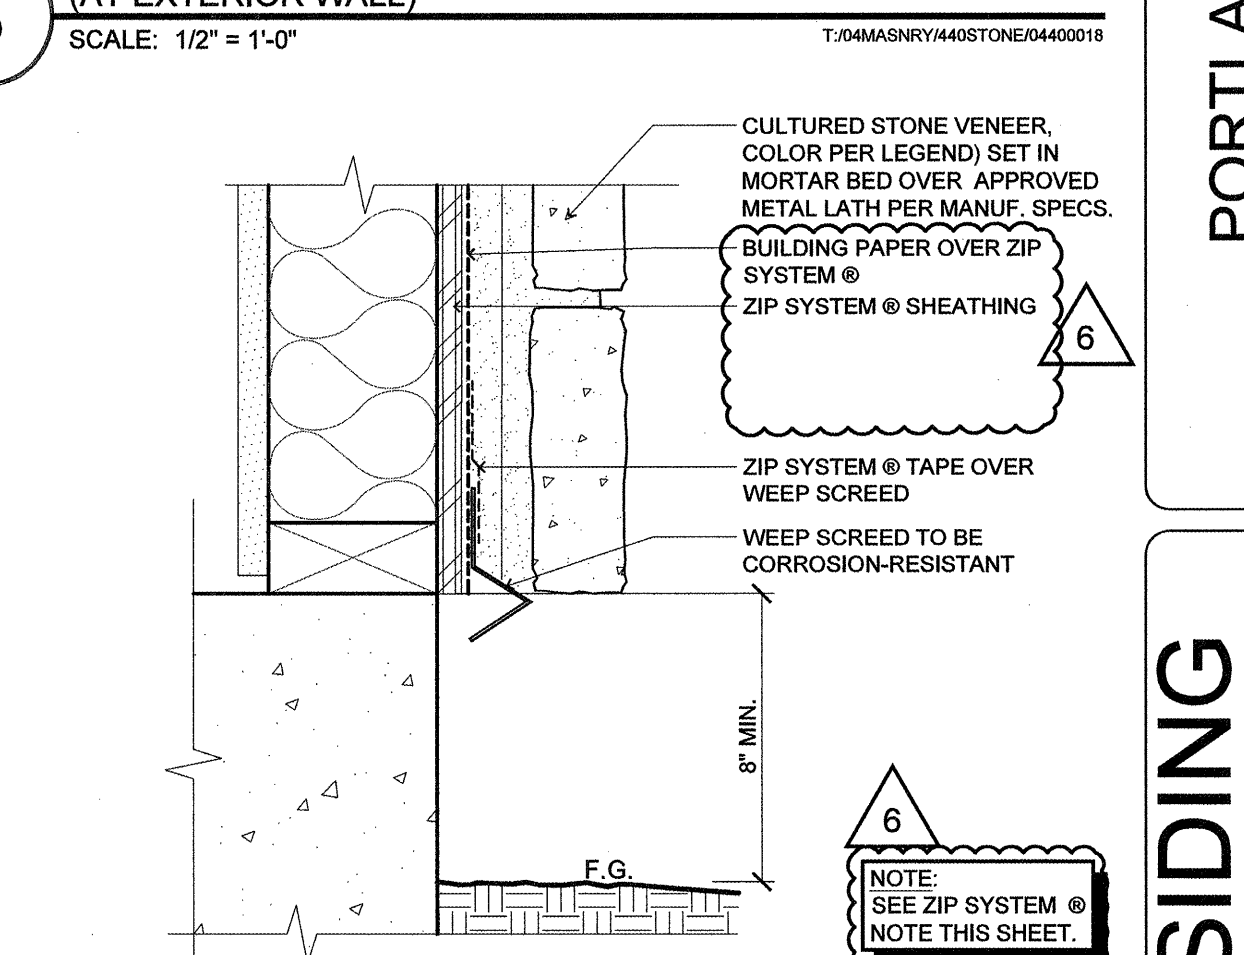 (AT EXTERIOR WALL)
SCALE: 1/2" = 1'-0"
T:/04MASNRY/440STONE/04400018
CULTURED STONE VENEER,
COLOR PER LEGEND) SET IN
MORTAR BED OVER APPROVED
METAL LATH PER MANUF. SPECS.
BUILDING PAPER OVER ZIP
SYSTEM ®
ZIP SYSTEM ® SHEATHING
6
ZIP SYSTEM ® TAPE OVER
WEEP SCREED
WEEP SCREED TO BE
CORROSION-RESISTANT
8" MIN.
F.G.
6
NOTE:
SEE ZIP SYSTEM ®
NOTE THIS SHEET.
SIDING